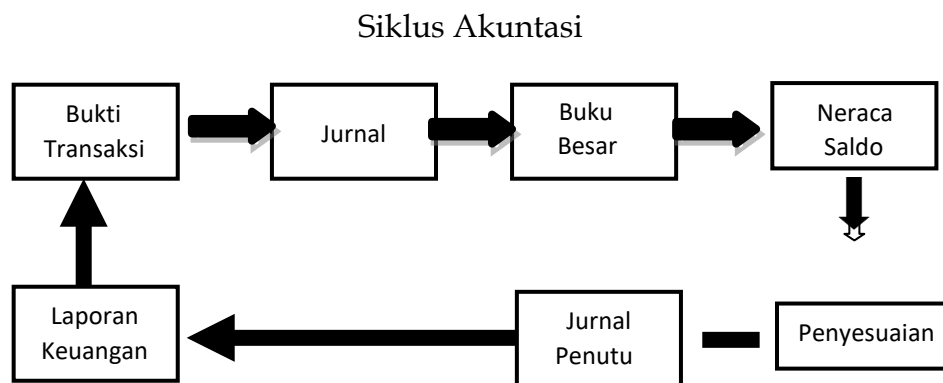 Siklus Akuntasi
Bukti
Transaksi
Jurnal
Buku
Besar
Neraca
Saldo
Laporan
Keuangan
Jurnal
Penutu
Penyesuaian